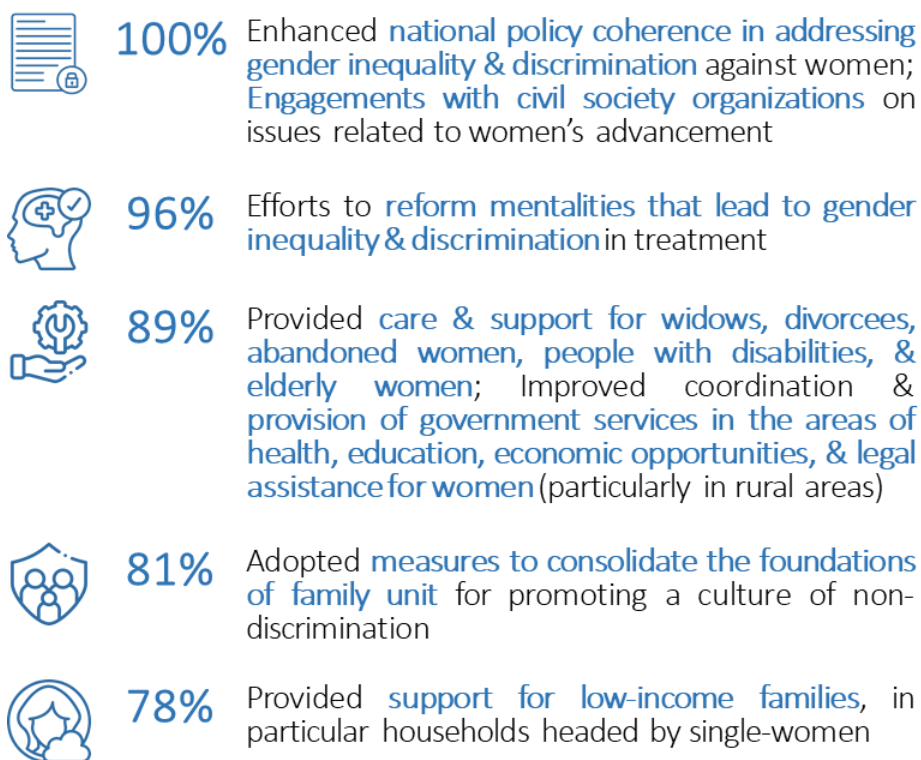 100% Enhanced national policy coherence in addressing
gender inequality & discrimination against women;
Engagements with civil society organizations on
issues related to women’s advancement
96% Efforts to reform mentalities that lead to gender
inequality & discrimination in treatment
89% Provided care & support for widows, divorcees,
abandoned women, people with disabilities, &
elderly women; Improved coordination &
provision of government services in the areas of
health, education, economic opportunities, & legal
assistance for women (particularly in rural areas)
81% Adopted measures to consolidate the foundations
of family unit for promoting a culture of non-
discrimination
78% Provided support for low-income families, in
particular households headed by single-women